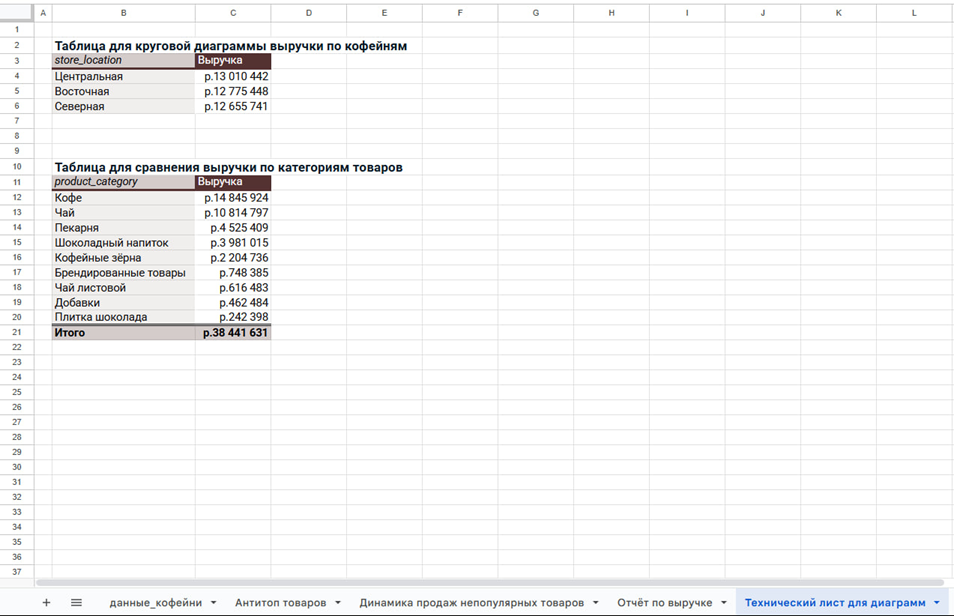 A B C D E F G H I J K L
1
2 Таблица для круговой диаграммы выручки по кофейням
3 store_location Выручка
4 Центральная р.13 010 442
5 Восточная р.12 775 448
6 Северная р.12 655 741
7
8
9
10 Таблица для сравнения выручки по категориям товаров
11 product_category Выручка
12 Кофе р.14 845 924
13 Чай р.10 814 797
14 Пекарня р.4 525 409
15 Шоколадный напиток р.3 981 015
16 Кофейные зёрна р.2 204 736
17 Брендированные товары р.748 385
18 Чай листовой р.616 483
19 Добавки р.462 484
20 Плитка шоколада р.242 398
21 Итого р.38 441 631
22
23
24
25
26
27
28
29
30
31
32
33
34
35
36
37
данные_кофейни Антитоп товаров Динамика продаж непопулярных товаров Отчёт по выручке Технический лист для диаграмм